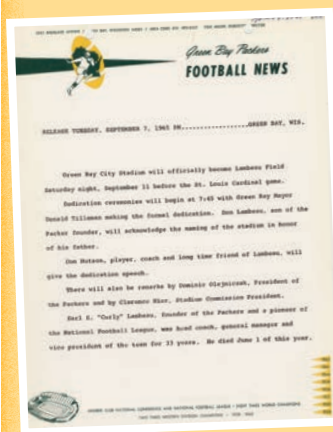 Green Bay Packers
FOOTBALL NEWS
RELEASE TUESDAY, SEPTEMBER 7, 1965 PM..................GREEN BAY, WIS.
Green Bay City Stadium will officially become Lambeau Field
Saturday night, September 11 before the St. Louis Cardinal game.
Dedication ceremonies will begin at 7:45 with Green Bay Mayor
Donald Tilleman making the formal dedication. Don Lambeau, son of the
Packer founder, will acknowledge the naming of the stadium in honor
of his father.
Don Hutson, player, coach and long time friend of Lambeau, will
give the dedication speech.
There will also be remarks by Dominic Olejniczak, President of
the Packers and by Clarence Nier, Stadium Commission President.
Earl L. "Curly" Lambeau, founder of the Packers and a pioneer of
the National Football League, was head coach, general manager and
vice president of the team for 33 years. He died June 1 of this year.